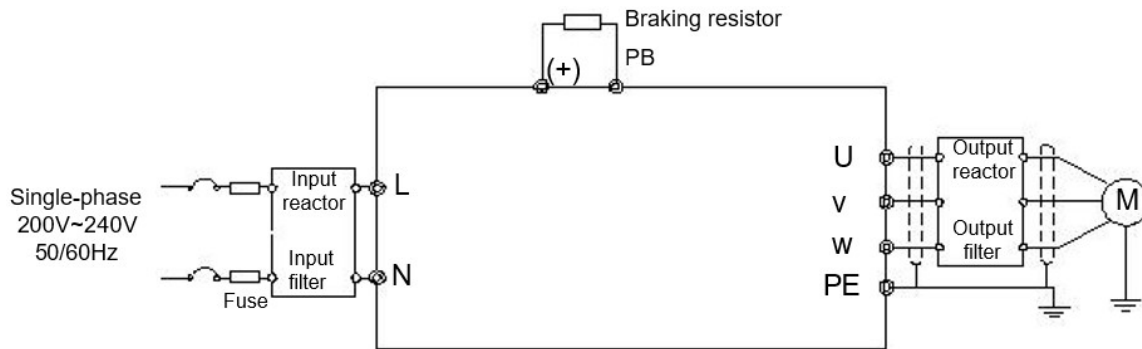 Braking resistor
(+)
PB
Single-phase
200V~240V
50/60Hz
Fuse
Input
reactor
Input
filter
L
N
U
V
W
PE
Output
reactor
Output
filter
M